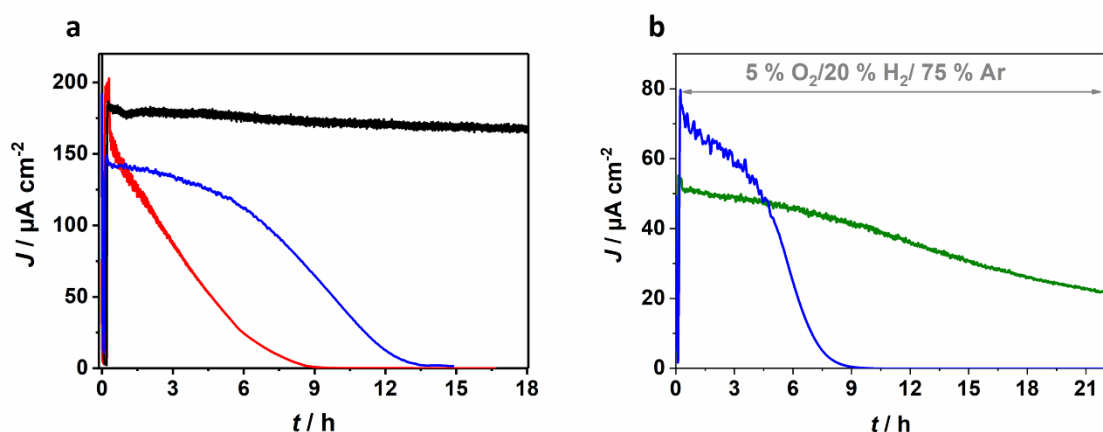 a
J / µA cm⁻²
200
150
100
50
0
0 3 6 9 12 15 18
t / h
b
5 % O₂/20 % H₂/ 75 % Ar
J / µA cm⁻²
80
60
40
20
0
0 3 6 9 12 15 18 21
t / h